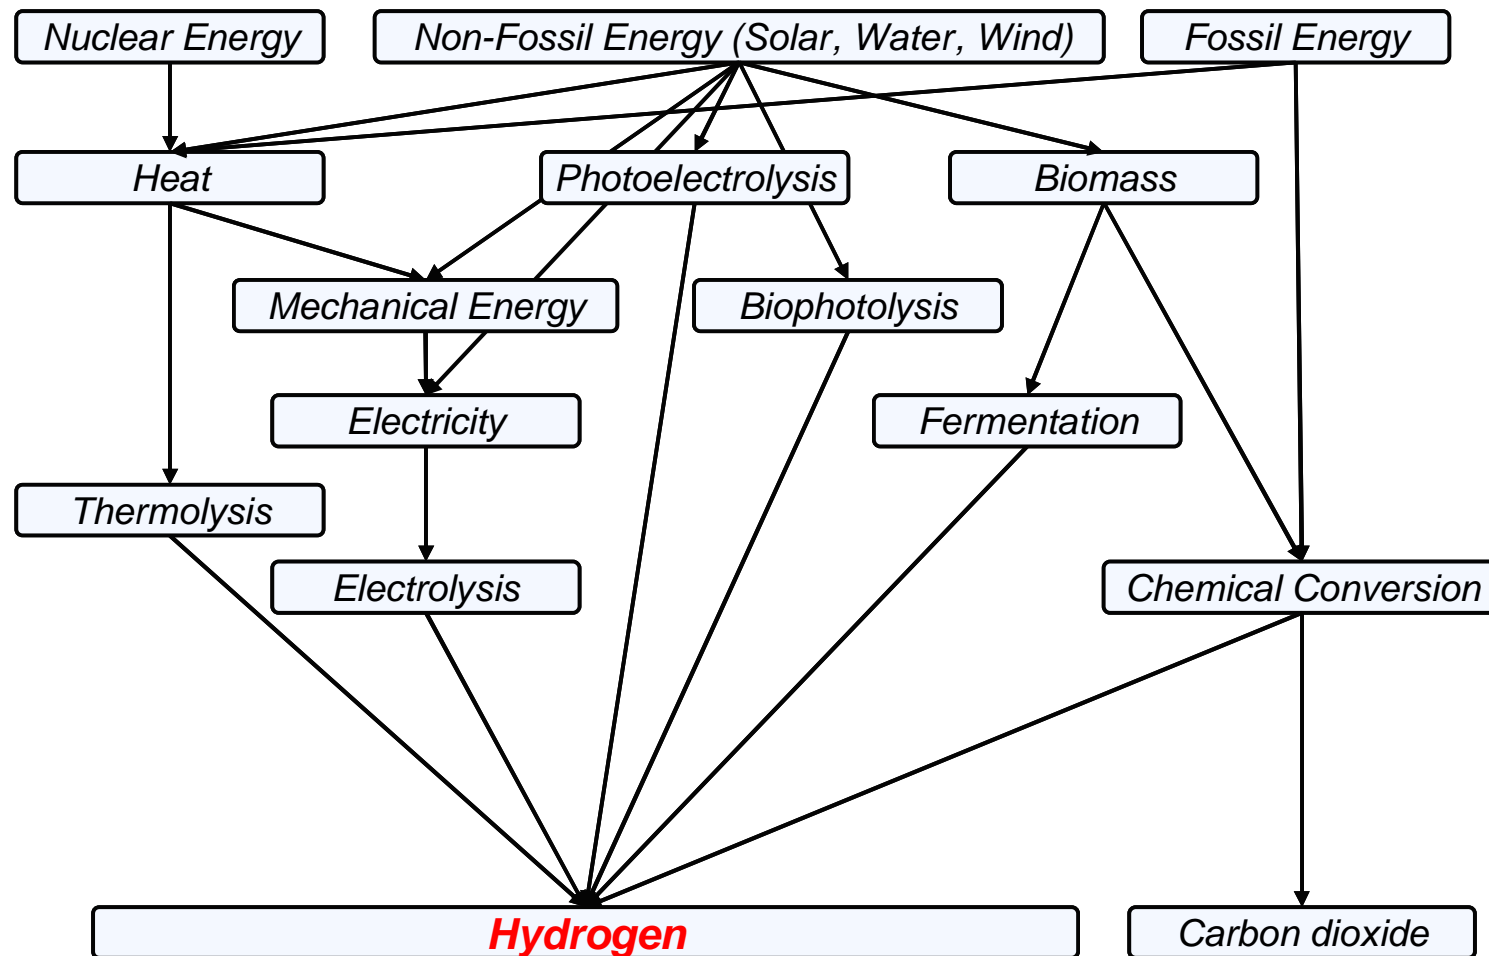 Nuclear Energy
Non-Fossil Energy (Solar, Water, Wind)
Fossil Energy
Heat
Photoelectrolysis
Biomass
Mechanical Energy
Biophotolysis
Electricity
Fermentation
Thermolysis
Electrolysis
Chemical Conversion
Hydrogen
Carbon dioxide